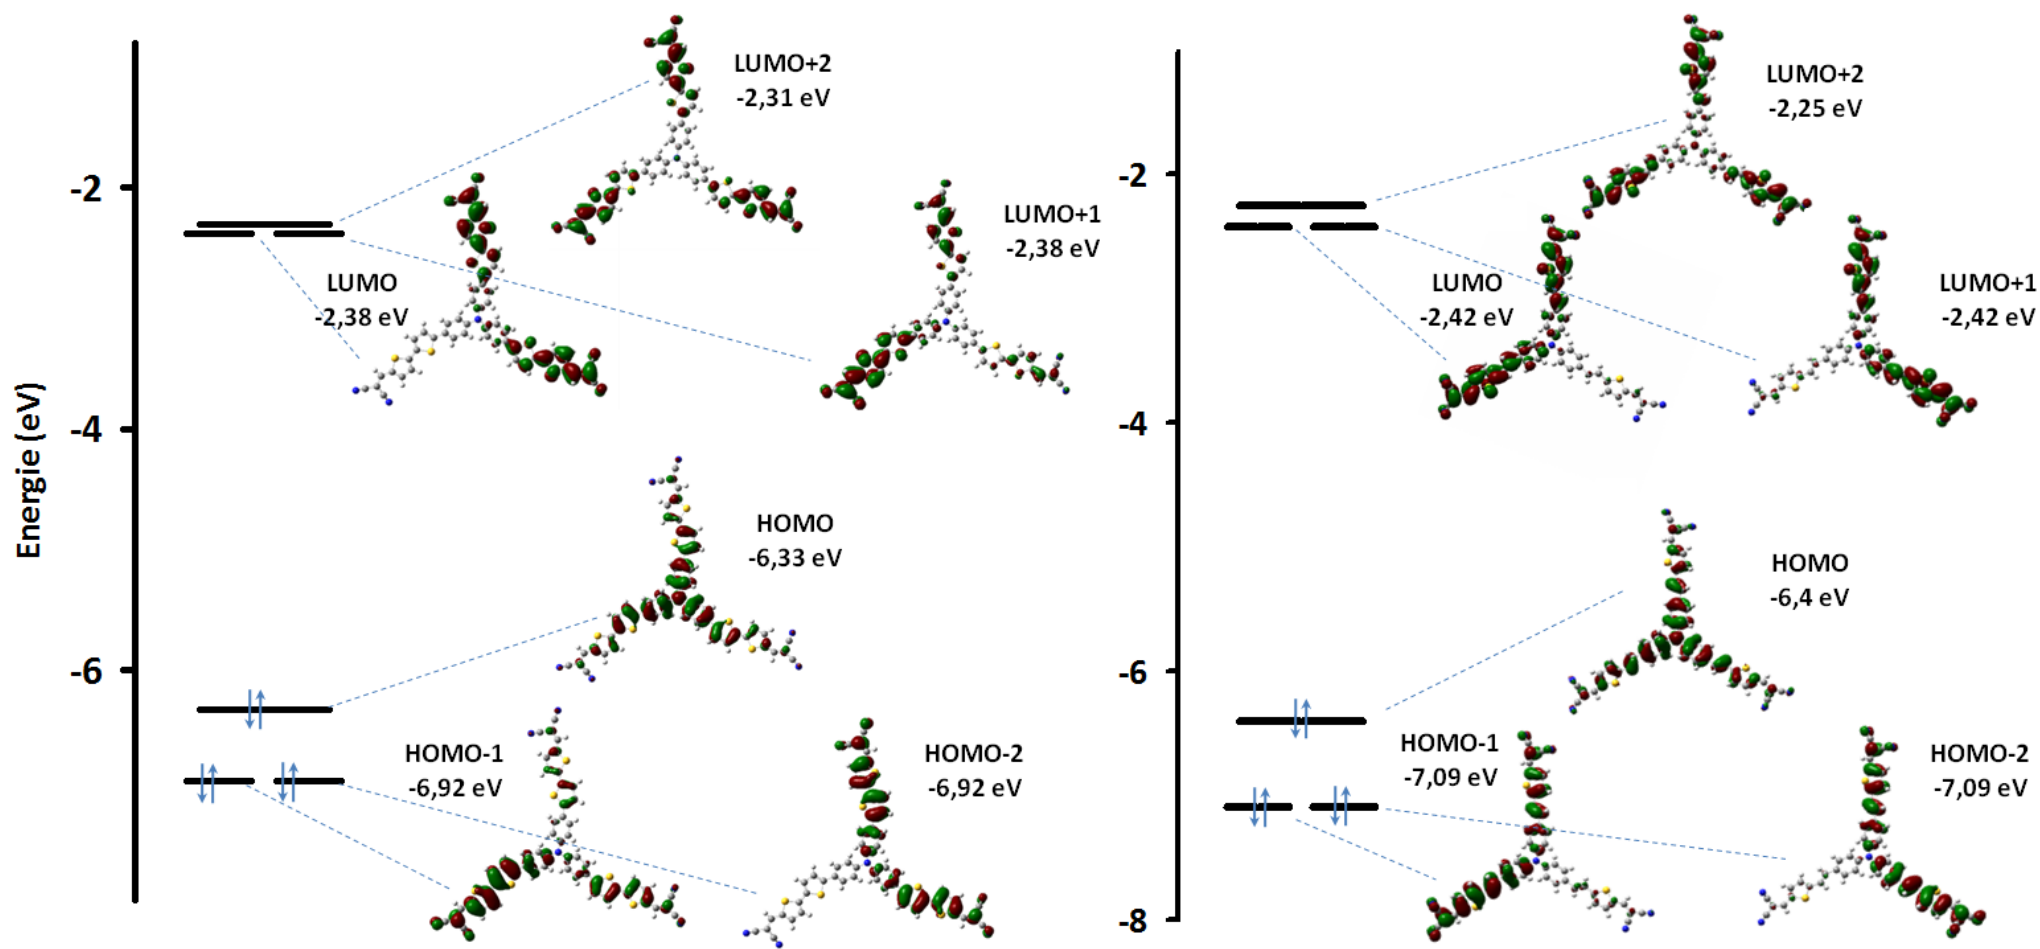 LUMO+2
-2,31 eV
-2
LUMO+1
-2,38 eV
LUMO
-2,38 eV
Energie (eV)
-4
HOMO
-6,33 eV
-6
HOMO-1
-6,92 eV
HOMO-2
-6,92 eV
LUMO+2
-2,25 eV
-2
LUMO
-2,42 eV
LUMO+1
-2,42 eV
-4
HOMO
-6,4 eV
-6
HOMO-1
-7,09 eV
HOMO-2
-7,09 eV
-8